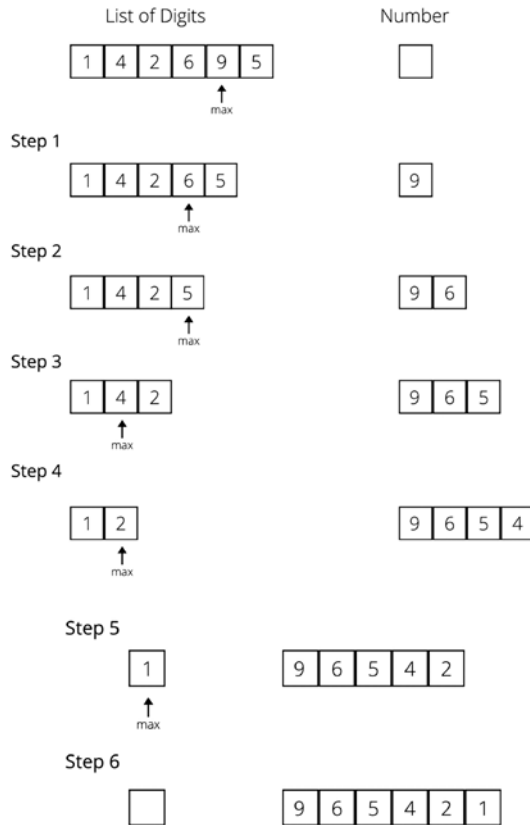 List of Digits Number
1 4 2 6 9 5
max
Step 1
1 4 2 6 5 9
max
Step 2
1 4 2 5 9 6
max
Step 3
1 4 2 9 6 5
max
Step 4
1 2 9 6 5 4
max
Step 5
1 9 6 5 4 2
max
Step 6
9 6 5 4 2 1